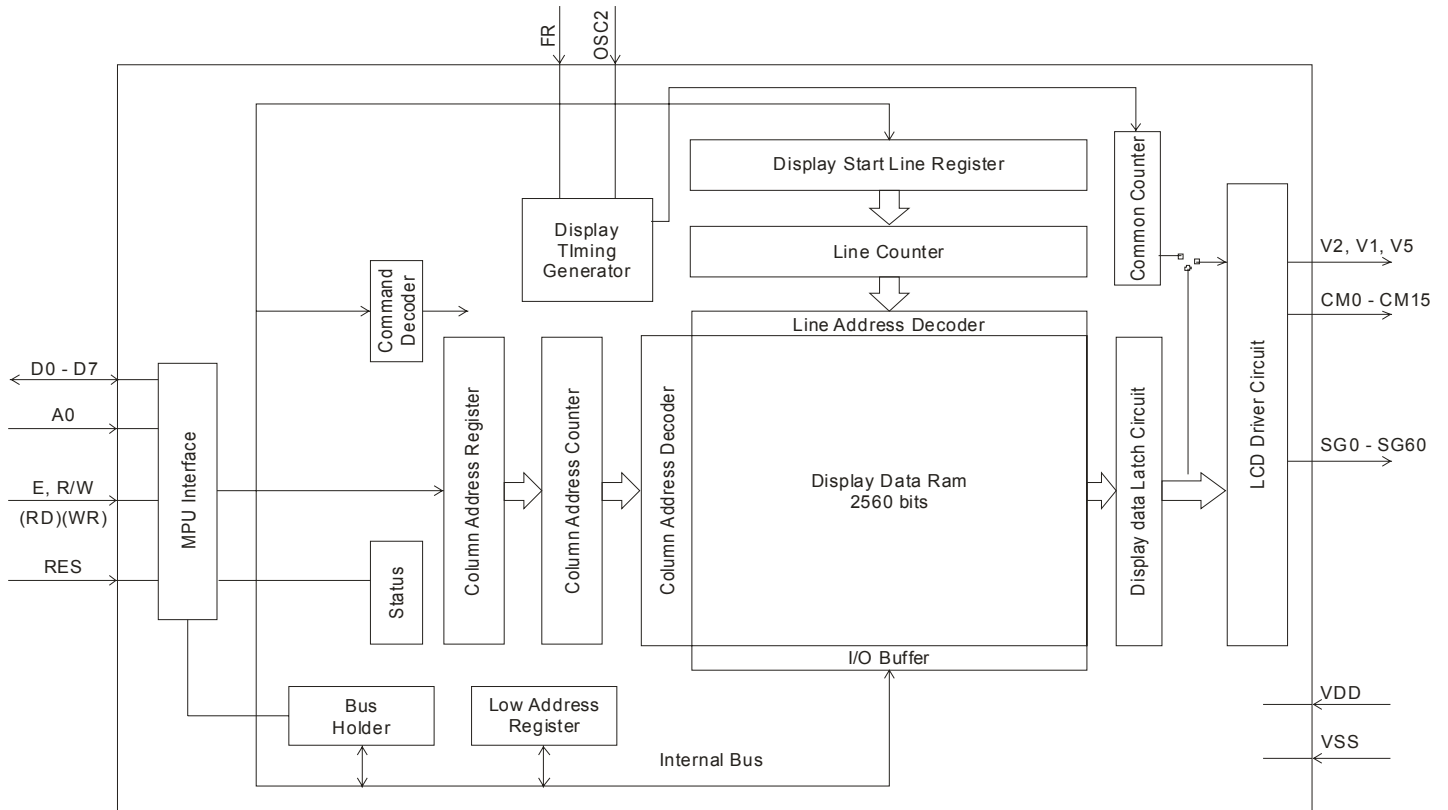 FR
OSC2
Display Start Line Register
Common Counter
Display
TIming
Generator
Line Counter
V2, V1, V5
Command
Decoder
CM0 - CM15
Line Address Decoder
D0 - D7
A0
E, R/W
(RD)(WR)
RES
MPU Interface
Column Address Register
Column Address Counter
Column Address Decoder
Display Data Ram
2560 bits
Display data Latch Circuit
LCD Driver Circuit
SG0 - SG60
Status
I/O Buffer
Bus
Holder
Low Address
Register
VDD
Internal Bus
VSS